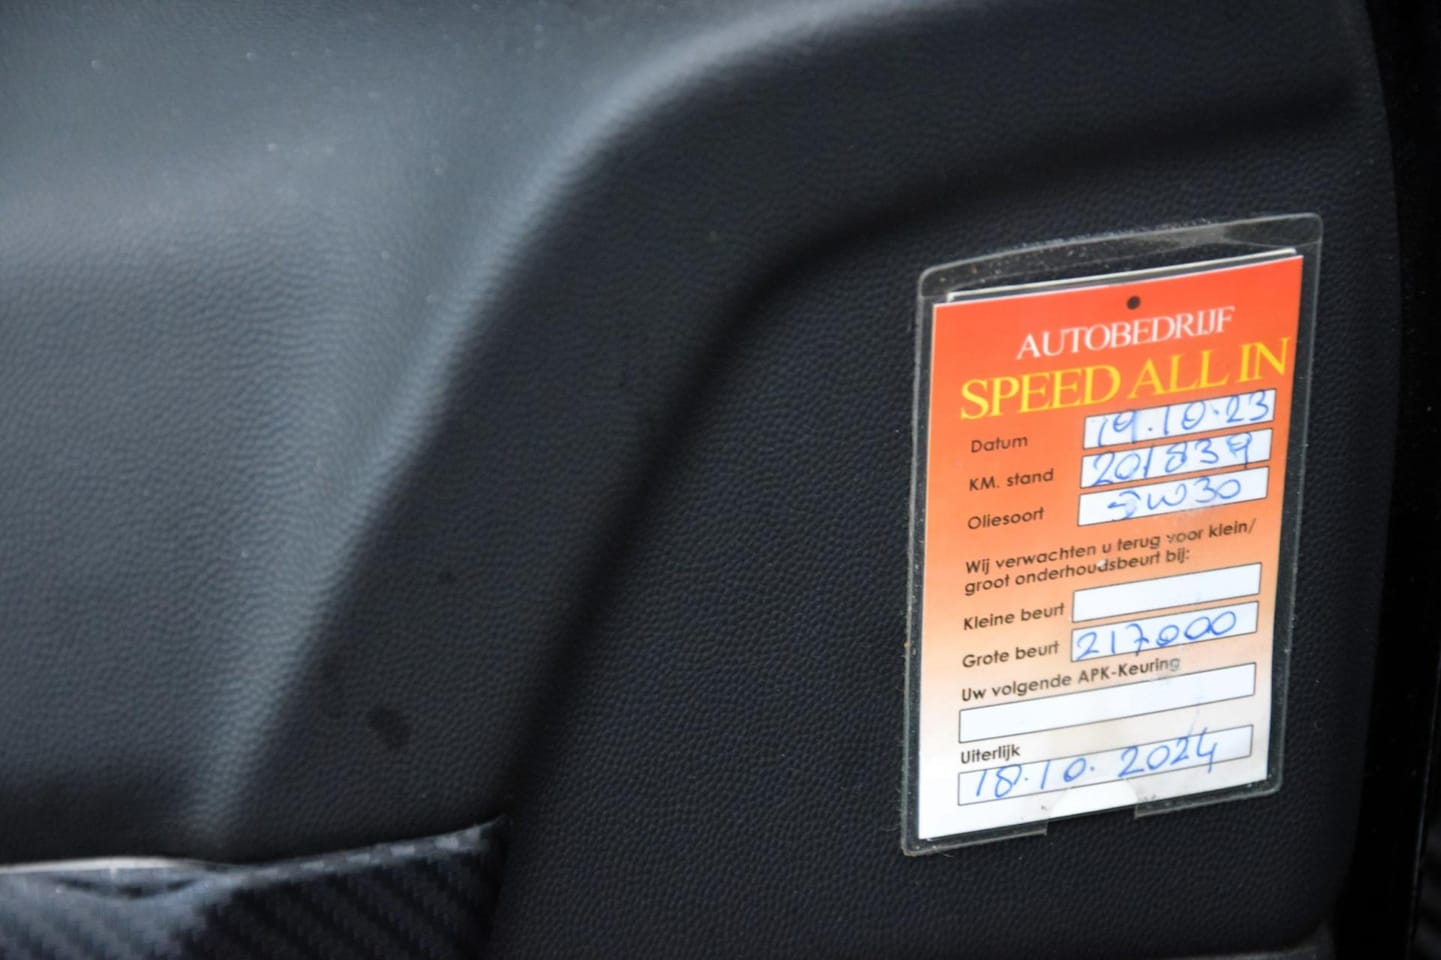 AUTOBEDRIJF
SPEED ALL IN
Datum 19.10.23
KM. stand 201839
Oliesoort 5W30
Wij verwachten u terug voor klein/
groot onderhoudsbeurt bij:
Kleine beurt
Grote beurt 217000
Uw volgende APK-Keuring
Uiterlijk
18.10.2024